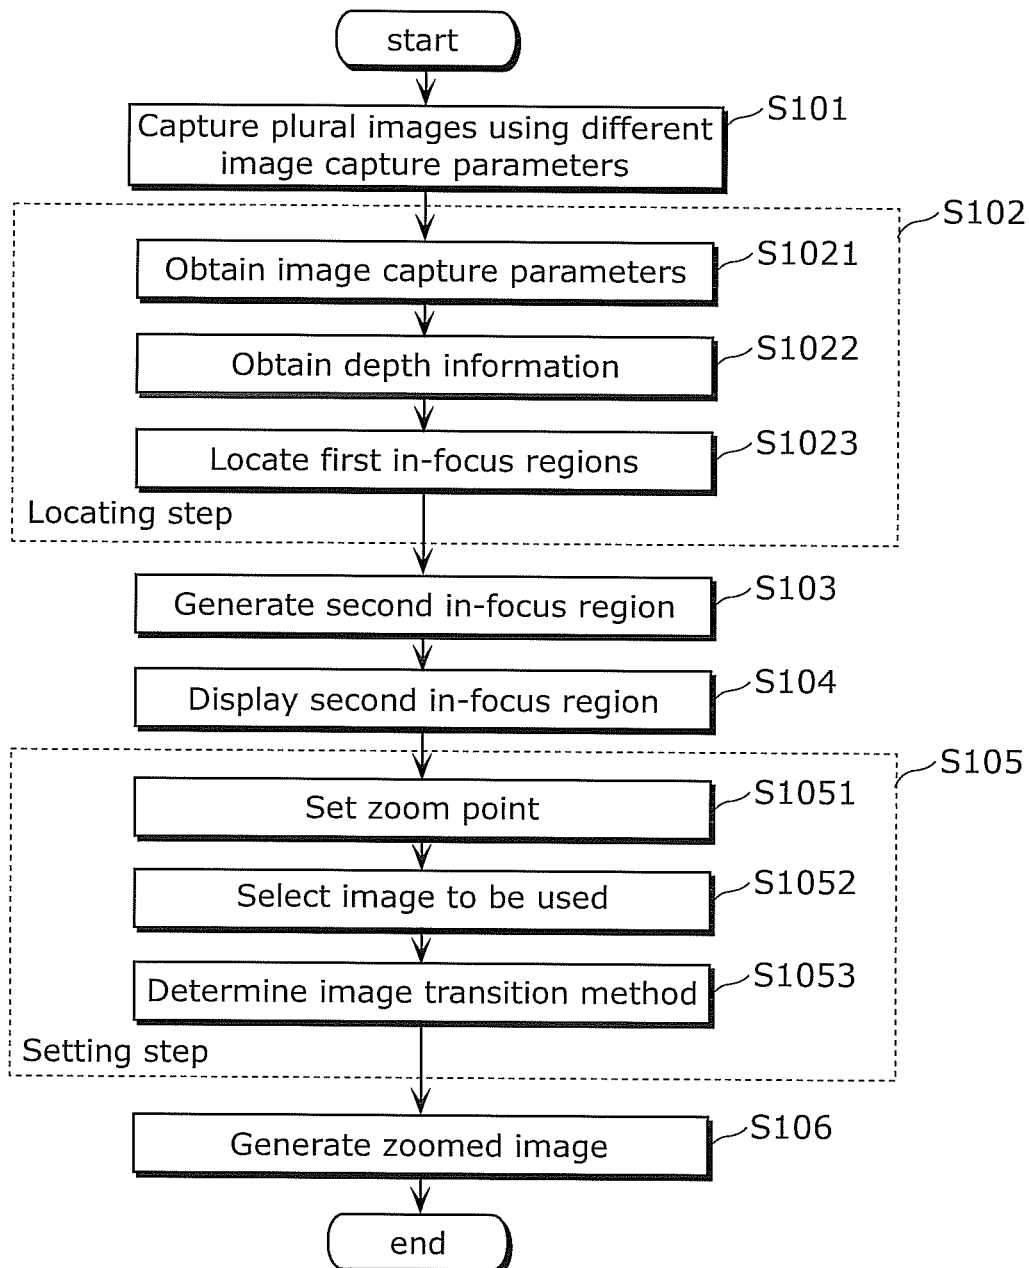 start
Capture plural images using different
image capture parameters
S101
S102
Obtain image capture parameters
S1021
Obtain depth information
S1022
Locate first in-focus regions
S1023
Locating step
Generate second in-focus region
S103
Display second in-focus region
S104
S105
Set zoom point
S1051
Select image to be used
S1052
Determine image transition method
S1053
Setting step
Generate zoomed image
S106
end